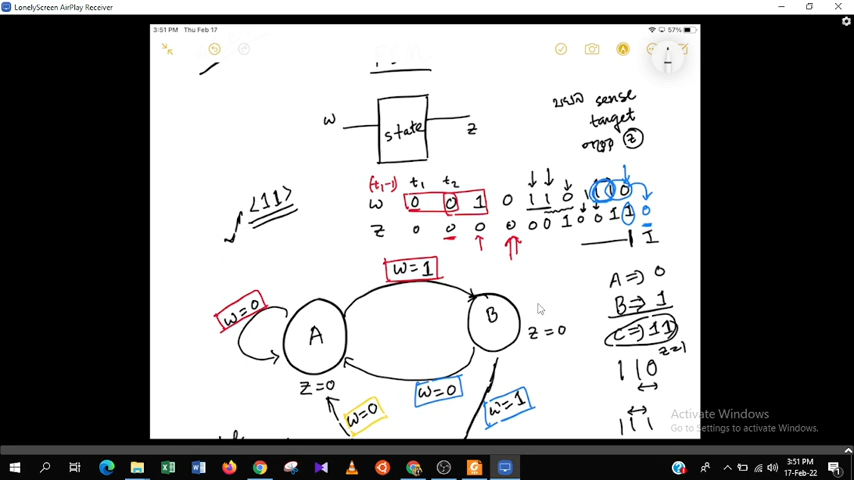 LonelyScreen AirPlay Receiver
3:51 PM Thu Feb 17
57%
w
state
z
sense
target
z
(t₁-1) t₁ t₂
w 0 0 1 0 1 1 0 1 1 1 0
z 0 0 0 0 0 0 1 0 0 1 1 0
<11>
w=1
w=0
A
B
z=0
z=0
w=0
w=0
w=1
A => 0
B => 1
C => 11
z=1
1 1 0
1 1 1
Activate Windows
Go to Settings to activate Windows.
3:51 PM
17-Feb-22